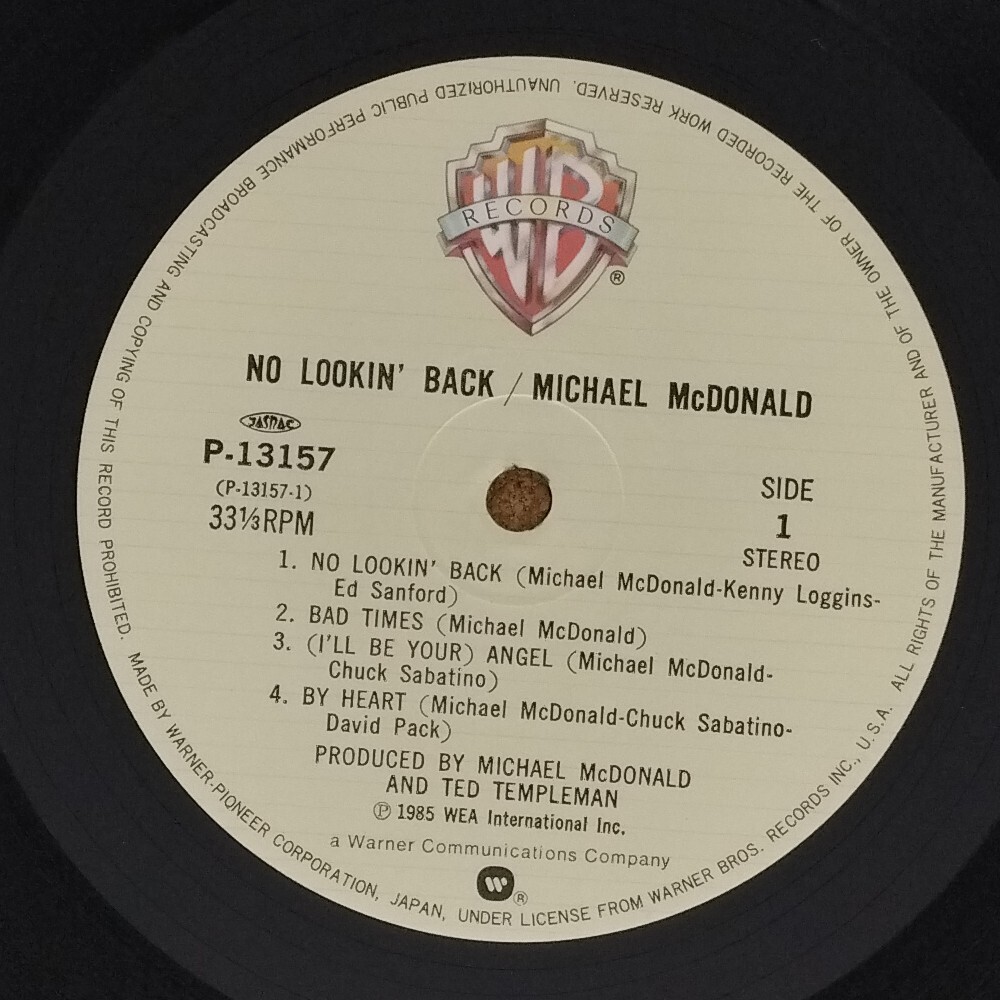 WB
RECORDS
®
NO LOOKIN' BACK / MICHAEL McDONALD
JASRAC
P-13157
(P-13157-1)
33⅓RPM
SIDE
1
STEREO
1. NO LOOKIN' BACK (Michael McDonald-Kenny Loggins-
Ed Sanford)
2. BAD TIMES (Michael McDonald)
3. (I'LL BE YOUR) ANGEL (Michael McDonald-
Chuck Sabatino)
4. BY HEART (Michael McDonald-Chuck Sabatino-
David Pack)
PRODUCED BY MICHAEL McDONALD
AND TED TEMPLEMAN
℗ 1985 WEA International Inc.
a Warner Communications Company
®
MADE BY WARNER-PIONEER CORPORATION, JAPAN, UNDER LICENSE FROM WARNER BROS. RECORDS INC., U.S.A. ALL RIGHTS OF THE MANUFACTURER AND OF THE OWNER OF THE RECORDED WORK RESERVED. UNAUTHORIZED PUBLIC PERFORMANCE BROADCASTING AND COPYING OF THIS RECORD PROHIBITED.